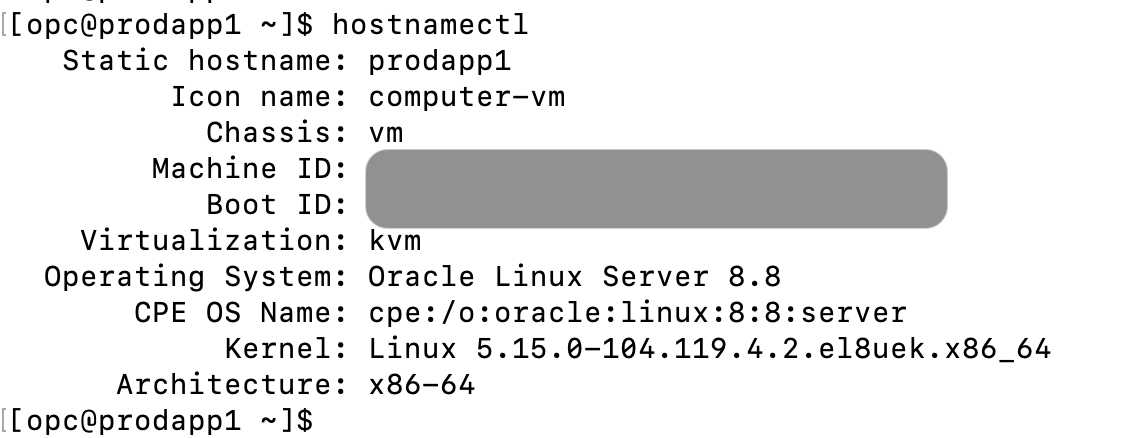 [[opc@prodapp1 ~]$ hostnamectl
Static hostname: prodapp1
Icon name: computer-vm
Chassis: vm
Machine ID:
Boot ID:
Virtualization: kvm
Operating System: Oracle Linux Server 8.8
CPE OS Name: cpe:/o:oracle:linux:8:8:server
Kernel: Linux 5.15.0-104.119.4.2.el8uek.x86_64
Architecture: x86-64
[[opc@prodapp1 ~]$